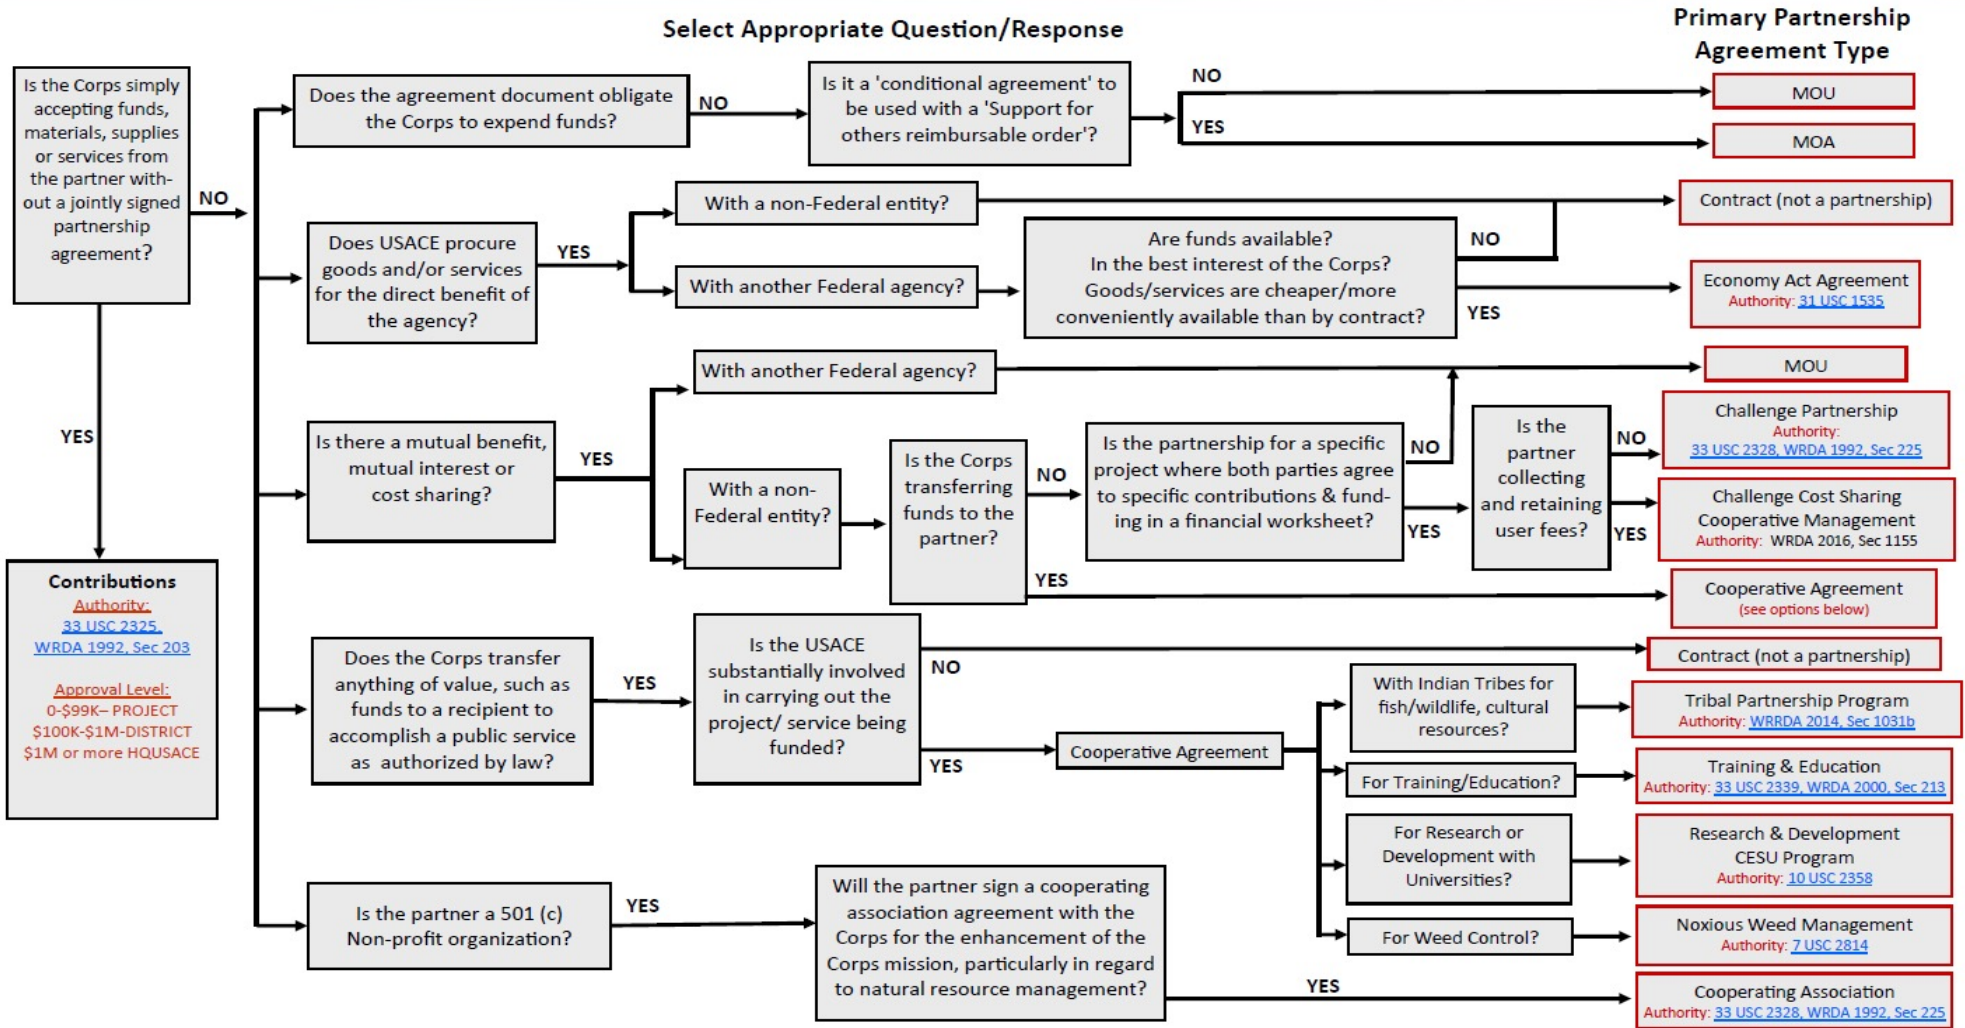 Select Appropriate Question/Response
Primary Partnership
Agreement Type
Is the Corps simply
accepting funds,
materials, supplies
or services from
the partner with-
out a jointly signed
partnership
agreement?
NO
YES
Contributions
Authority:
33 USC 2325,
WRDA 1992, Sec 203
Approval Level:
0-$99K– PROJECT
$100K-$1M-DISTRICT
$1M or more HQUSACE
Does the agreement document obligate
the Corps to expend funds?
NO
Is it a 'conditional agreement' to
be used with a 'Support for
others reimbursable order'?
NO
YES
MOU
MOA
Does USACE procure
goods and/or services
for the direct benefit of
the agency?
YES
With a non-Federal entity?
With another Federal agency?
Are funds available?
In the best interest of the Corps?
Goods/services are cheaper/more
conveniently available than by contract?
NO
YES
Contract (not a partnership)
Economy Act Agreement
Authority: 31 USC 1535
Is there a mutual benefit,
mutual interest or
cost sharing?
YES
With another Federal agency?
MOU
With a non-
Federal entity?
Is the Corps
transferring
funds to the
partner?
NO
YES
Is the partnership for a specific
project where both parties agree
to specific contributions & fund-
ing in a financial worksheet?
NO
YES
Is the
partner
collecting
and retaining
user fees?
NO
YES
Challenge Partnership
Authority:
33 USC 2328, WRDA 1992, Sec 225
Challenge Cost Sharing
Cooperative Management
Authority: WRDA 2016, Sec 1155
Cooperative Agreement
(see options below)
Does the Corps transfer
anything of value, such as
funds to a recipient to
accomplish a public service
as authorized by law?
YES
Is the USACE
substantially involved
in carrying out the
project/ service being
funded?
NO
YES
Contract (not a partnership)
Cooperative Agreement
With Indian Tribes for
fish/wildlife, cultural
resources?
Tribal Partnership Program
Authority: WRRDA 2014, Sec 1031b
For Training/Education?
Training & Education
Authority: 33 USC 2339, WRDA 2000, Sec 213
For Research or
Development with
Universities?
Research & Development
CESU Program
Authority: 10 USC 2358
For Weed Control?
Noxious Weed Management
Authority: 7 USC 2814
Is the partner a 501 (c)
Non-profit organization?
YES
Will the partner sign a cooperating
association agreement with the
Corps for the enhancement of the
Corps mission, particularly in regard
to natural resource management?
YES
Cooperating Association
Authority: 33 USC 2328, WRDA 1992, Sec 225